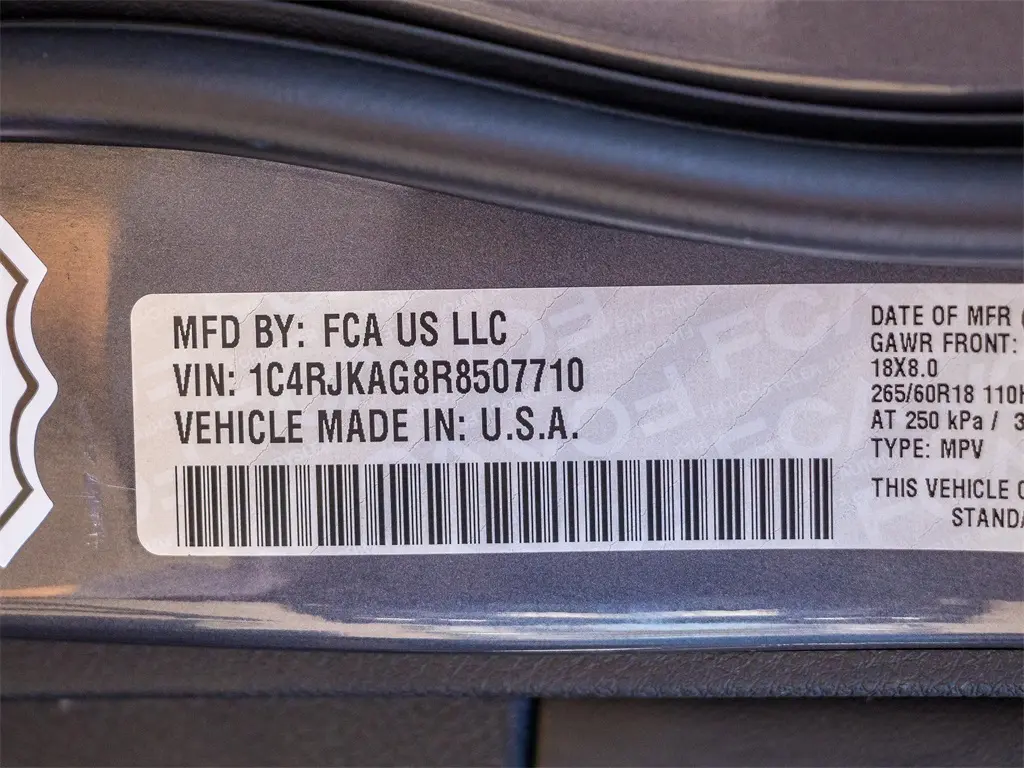 MFD BY: FCA US LLC
VIN: 1C4RJKAG8R8507710
VEHICLE MADE IN: U.S.A.
DATE OF MFR
GAWR FRONT:
18X8.0
265/60R18 110H
AT 250 kPa / 3
TYPE: MPV
THIS VEHICLE
STANDA